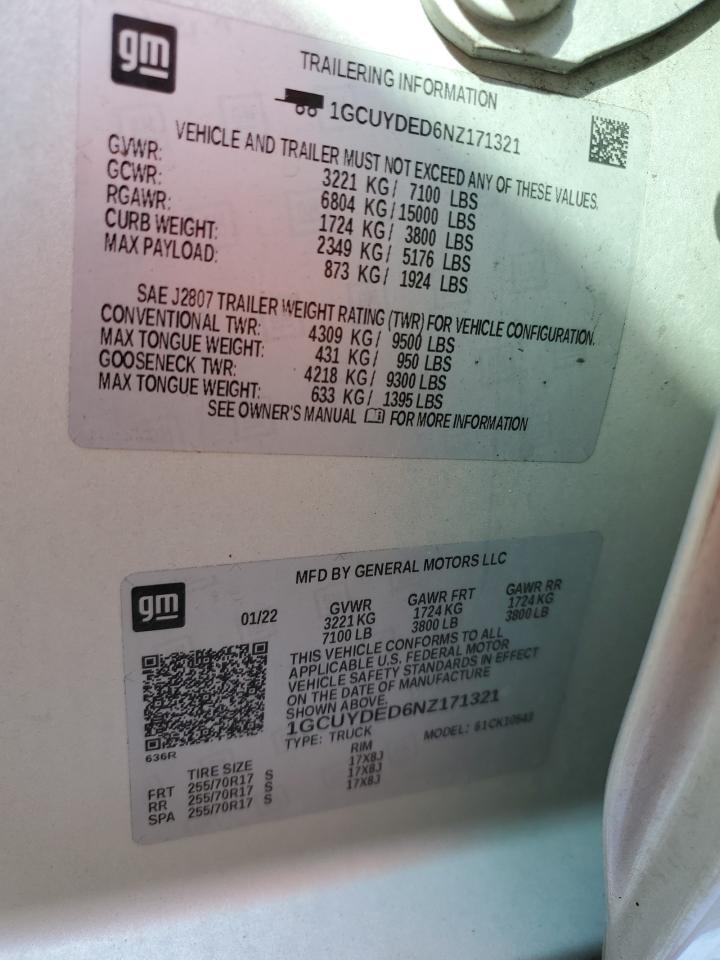 gm
TRAILERING INFORMATION
1GCUYDED6NZ171321
VEHICLE AND TRAILER MUST NOT EXCEED ANY OF THESE VALUES.
GVWR: 3221 KG/ 7100 LBS
GCWR: 6804 KG/15000 LBS
RGAWR: 1724 KG/ 3800 LBS
CURB WEIGHT: 2349 KG/ 5176 LBS
MAX PAYLOAD: 873 KG/ 1924 LBS
SAE J2807 TRAILER WEIGHT RATING (TWR) FOR VEHICLE CONFIGURATION.
CONVENTIONAL TWR: 4309 KG/ 9500 LBS
MAX TONGUE WEIGHT: 431 KG/ 950 LBS
GOOSENECK TWR: 4218 KG/ 9300 LBS
MAX TONGUE WEIGHT: 633 KG/ 1395 LBS
SEE OWNER'S MANUAL FOR MORE INFORMATION
gm
MFD BY GENERAL MOTORS LLC
01/22 GVWR GAWR FRT GAWR RR
3221 KG 1724 KG 1724 KG
7100 LB 3800 LB 3800 LB
THIS VEHICLE CONFORMS TO ALL
APPLICABLE U.S. FEDERAL MOTOR
VEHICLE SAFETY STANDARDS IN EFFECT
ON THE DATE OF MANUFACTURE
SHOWN ABOVE.
1GCUYDED6NZ171321
TYPE: TRUCK MODEL: 61CK10543
636R
TIRE SIZE RIM
FRT 255/70R17 S 17X8J
RR 255/70R17 S 17X8J
SPA 255/70R17 S 17X8J